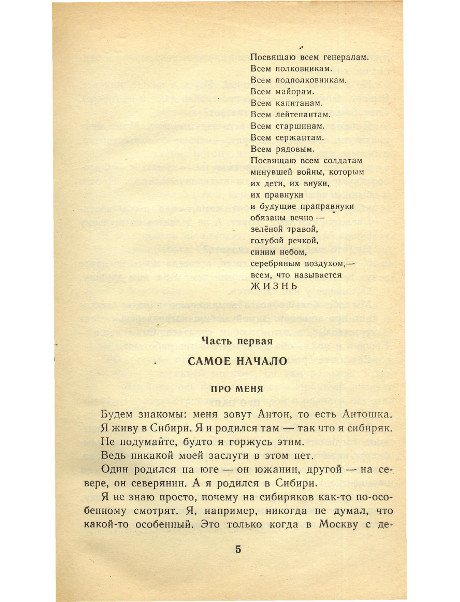 Посвящаю всем генералам.
Всем полковникам.
Всем подполковникам.
Всем майорам.
Всем капитанам.
Всем лейтенантам.
Всем старшинам.
Всем сержантам.
Всем рядовым.
Посвящаю всем солдатам
минувшей войны, которым
их дети, их внуки,
их правнуки
и будущие праправнуки
обязаны вечно —
зелёной травой,
голубой речкой,
синим небом,
серебряным воздухом,—
всем, что называется
ЖИЗНЬ
Часть первая
САМОЕ НАЧАЛО
ПРО МЕНЯ
Будем знакомы: меня зовут Антон, то есть Антошка.
Я живу в Сибири. Я и родился там — так что я сибиряк.
Не подумайте, будто я горжусь этим.
Ведь никакой моей заслуги в этом нет.
Один родился на юге — он южанин, другой — на се-
вере, он северянин. А я родился в Сибири.
Я не знаю просто, почему на сибиряков как-то по-осо-
бенному смотрят. Я, например, никогда не думал, что
какой-то особенный. Это только когда в Москву с де-
5